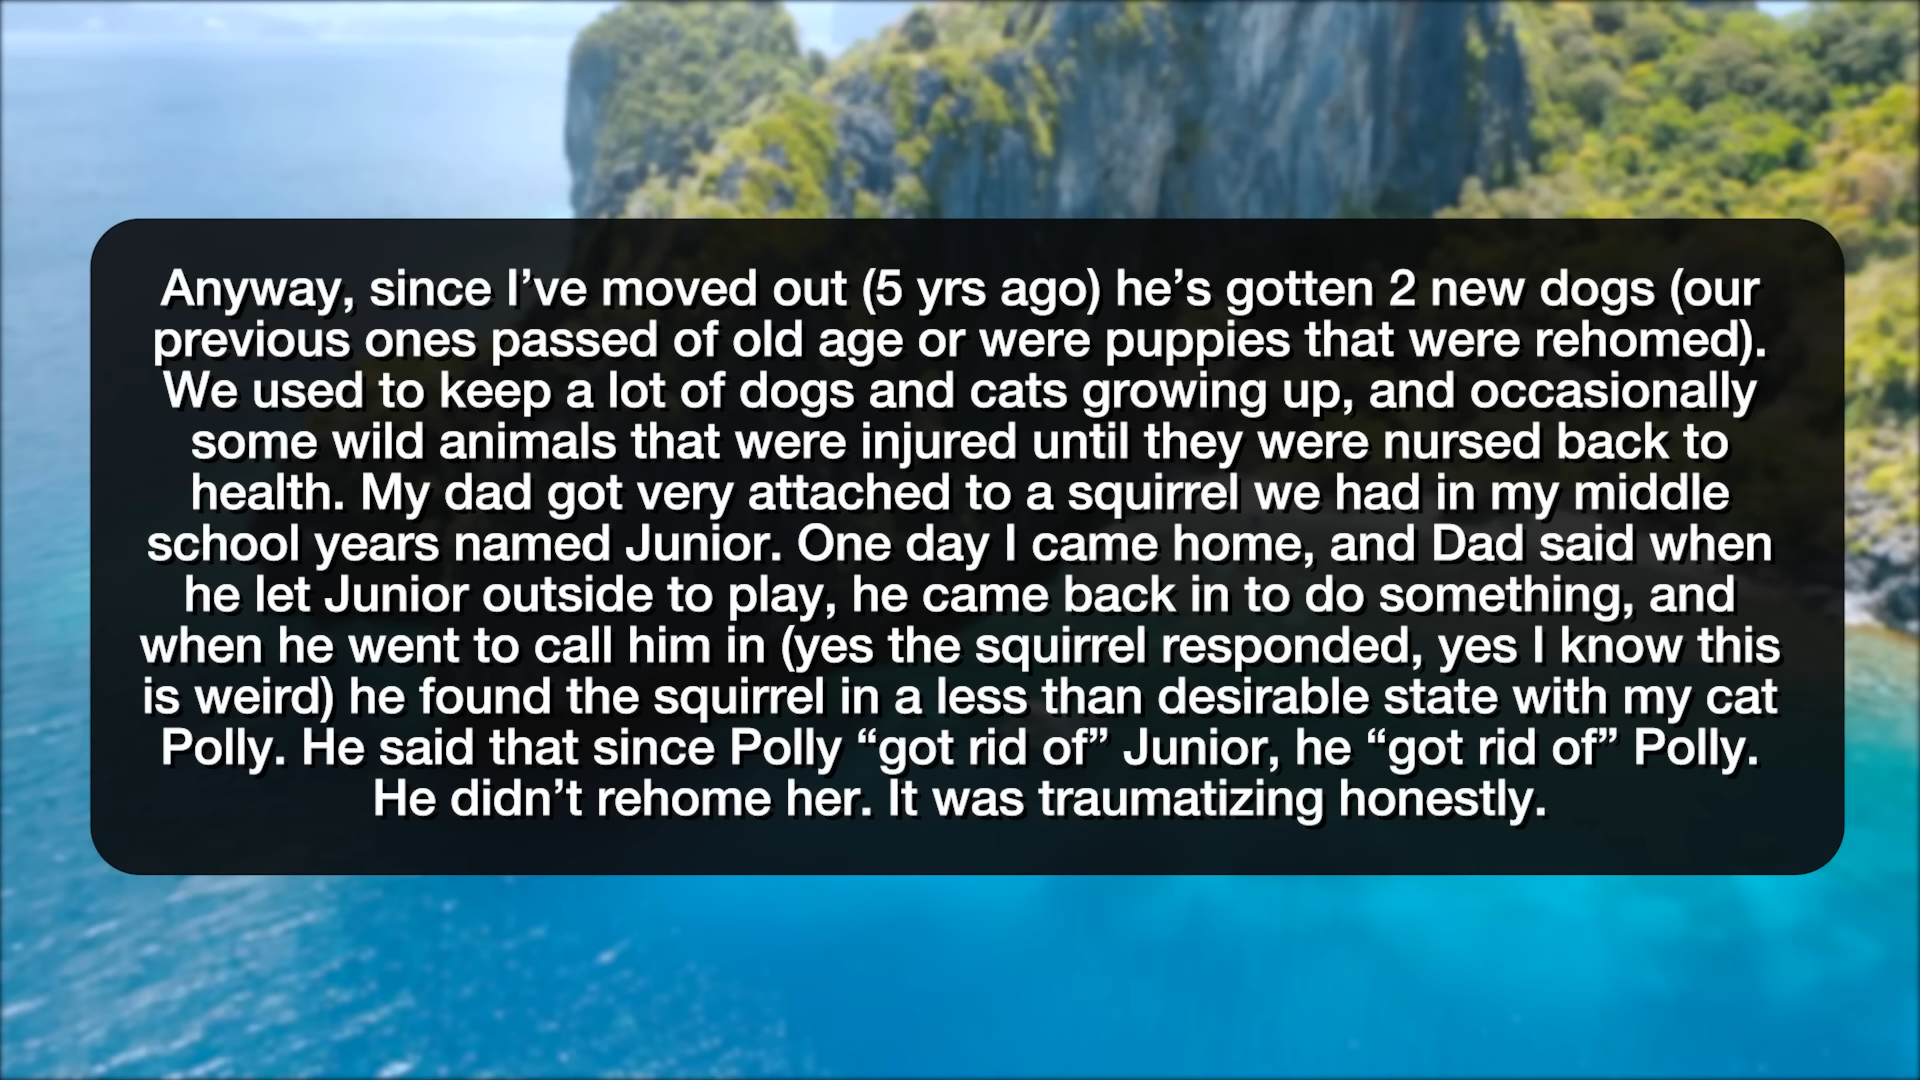 Anyway, since I’ve moved out (5 yrs ago) he’s gotten 2 new dogs (our
previous ones passed of old age or were puppies that were rehomed).
We used to keep a lot of dogs and cats growing up, and occasionally
some wild animals that were injured until they were nursed back to
health. My dad got very attached to a squirrel we had in my middle
school years named Junior. One day I came home, and Dad said when
he let Junior outside to play, he came back in to do something, and
when he went to call him in (yes the squirrel responded, yes I know this
is weird) he found the squirrel in a less than desirable state with my cat
Polly. He said that since Polly “got rid of” Junior, he “got rid of” Polly.
He didn’t rehome her. It was traumatizing honestly.